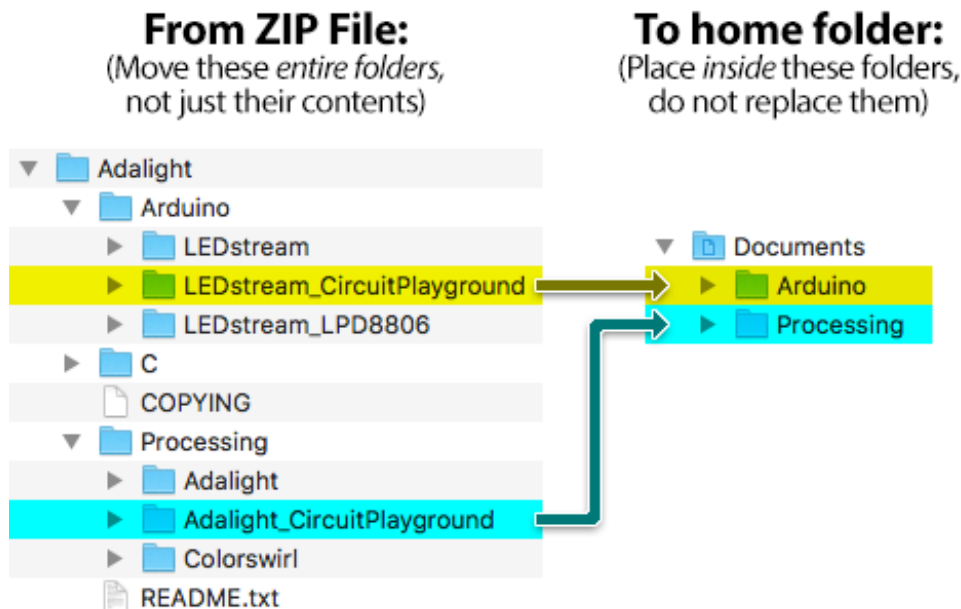 From ZIP File:
(Move these entire folders,
not just their contents)
To home folder:
(Place inside these folders,
do not replace them)
Adalight
Arduino
LEDstream
LEDstream_CircuitPlayground
LEDstream_LPD8806
C
COPYING
Processing
Adalight
Adalight_CircuitPlayground
Colorswirl
README.txt
Documents
Arduino
Processing